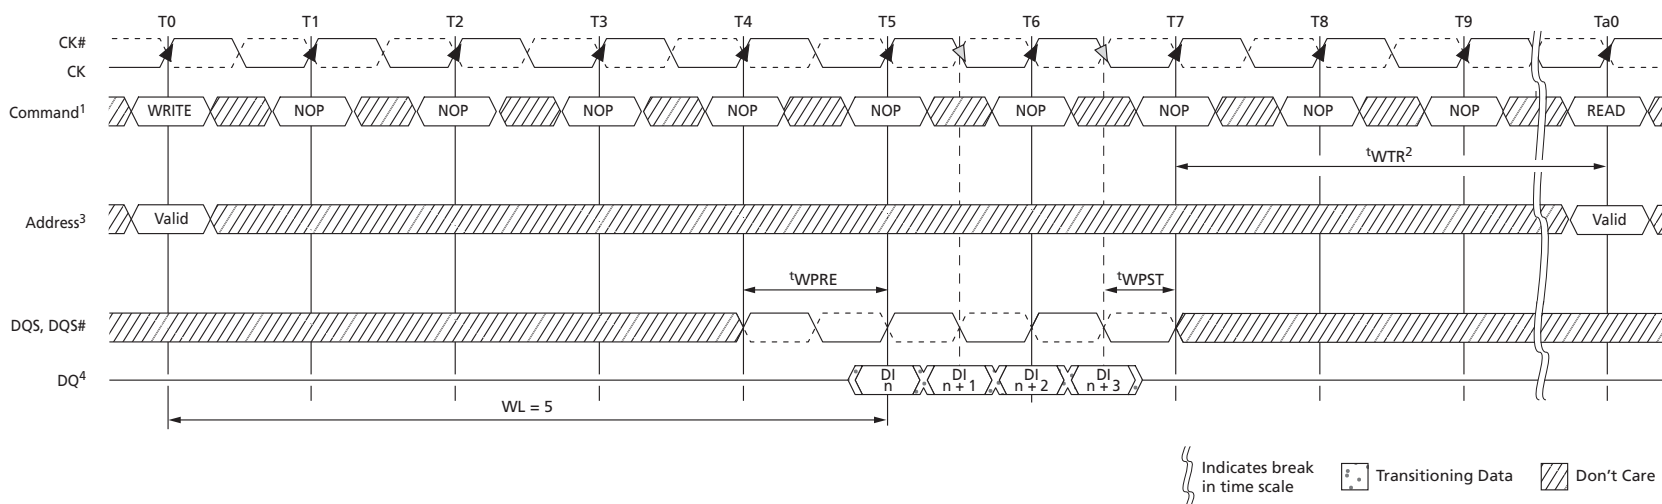 T0 T1 T2 T3 T4 T5 T6 T7 T8 T9 Ta0
CK#
CK
Command1 WRITE NOP NOP NOP NOP NOP NOP NOP NOP NOP READ
tWTR2
Address3 Valid Valid
tWPRE tWPST
DQS, DQS#
DQ4 DI n DI n + 1 DI n + 2 DI n + 3
WL = 5
Indicates break
in time scale
Transitioning Data
Don't Care